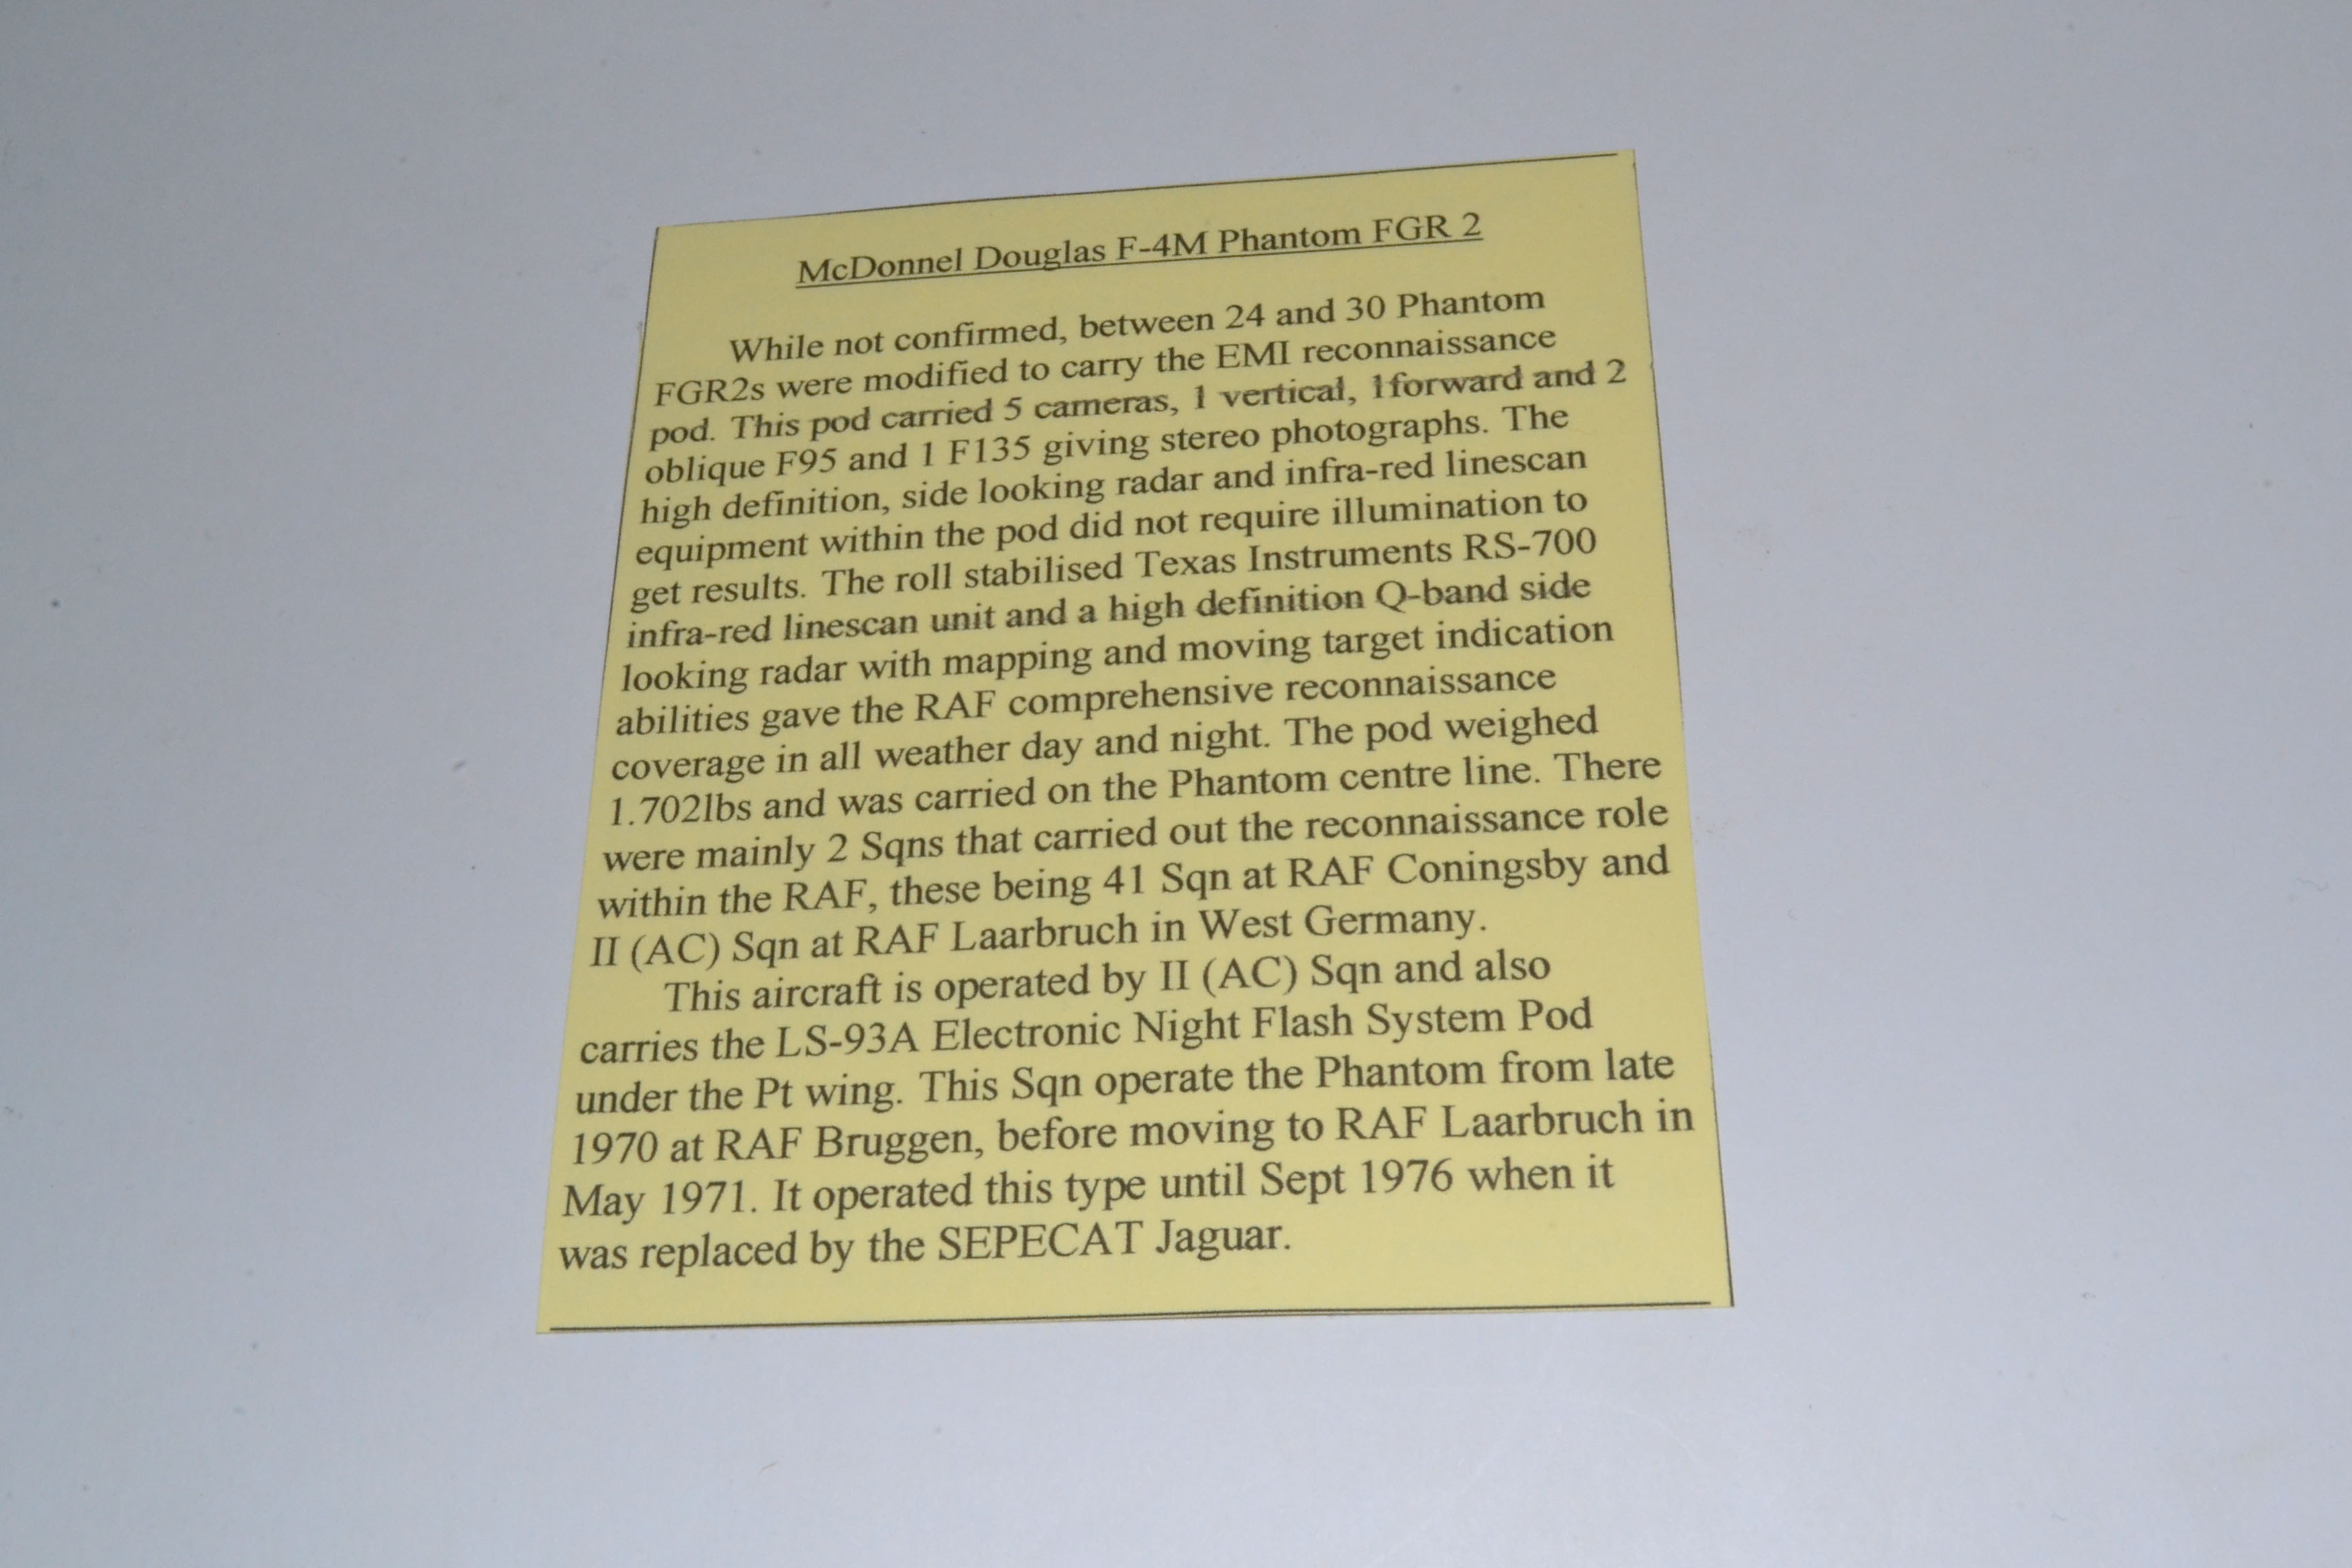 McDonnel Douglas F-4M Phantom FGR 2
While not confirmed, between 24 and 30 Phantom
FGR2s were modified to carry the EMI reconnaissance
pod. This pod carried 5 cameras, 1 vertical, 1forward and 2
oblique F95 and 1 F135 giving stereo photographs. The
high definition, side looking radar and infra-red linescan
equipment within the pod did not require illumination to
get results. The roll stabilised Texas Instruments RS-700
infra-red linescan unit and a high definition Q-band side
looking radar with mapping and moving target indication
abilities gave the RAF comprehensive reconnaissance
coverage in all weather day and night. The pod weighed
1.702lbs and was carried on the Phantom centre line. There
were mainly 2 Sqns that carried out the reconnaissance role
within the RAF, these being 41 Sqn at RAF Coningsby and
II (AC) Sqn at RAF Laarbruch in West Germany.
This aircraft is operated by II (AC) Sqn and also
carries the LS-93A Electronic Night Flash System Pod
under the Pt wing. This Sqn operate the Phantom from late
1970 at RAF Bruggen, before moving to RAF Laarbruch in
May 1971. It operated this type until Sept 1976 when it
was replaced by the SEPECAT Jaguar.